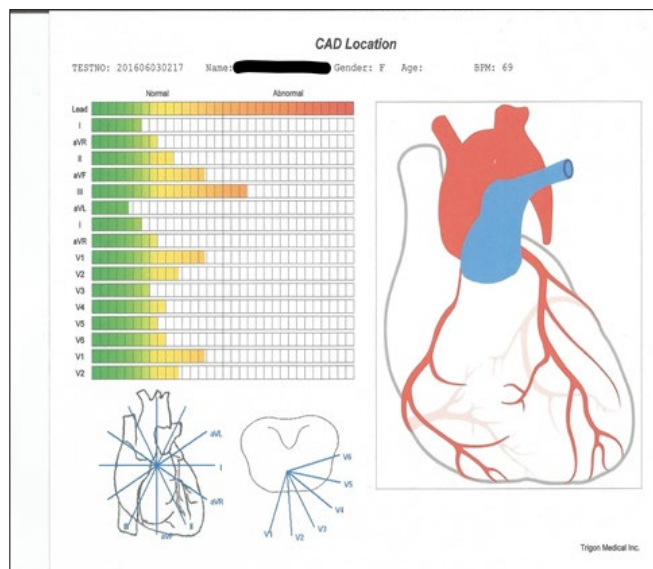 CAD Location
TESTNO: 201606030217 Name: Gender: F Age: BPM: 69
Normal Abnormal
Lead
I
aVR
II
aVF
III
aVL
I
aVR
V1
V2
V3
V4
V5
V6
V1
V2
aVL
I
aVR
II
aVF
III
V6
V5
V4
V3
V2
V1
Trigon Medical Inc.